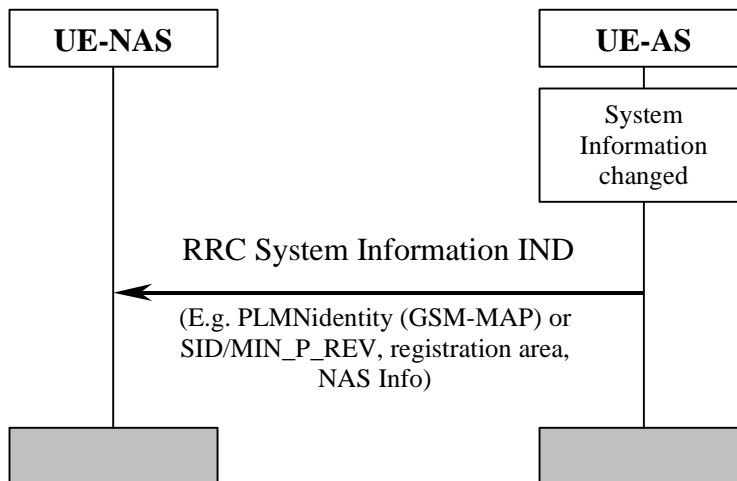 UE-NAS
UE-AS
System
Information
changed
RRC System Information IND
(E.g. PLMNidentity (GSM-MAP) or
SID/MIN_P_REV, registration area,
NAS Info)